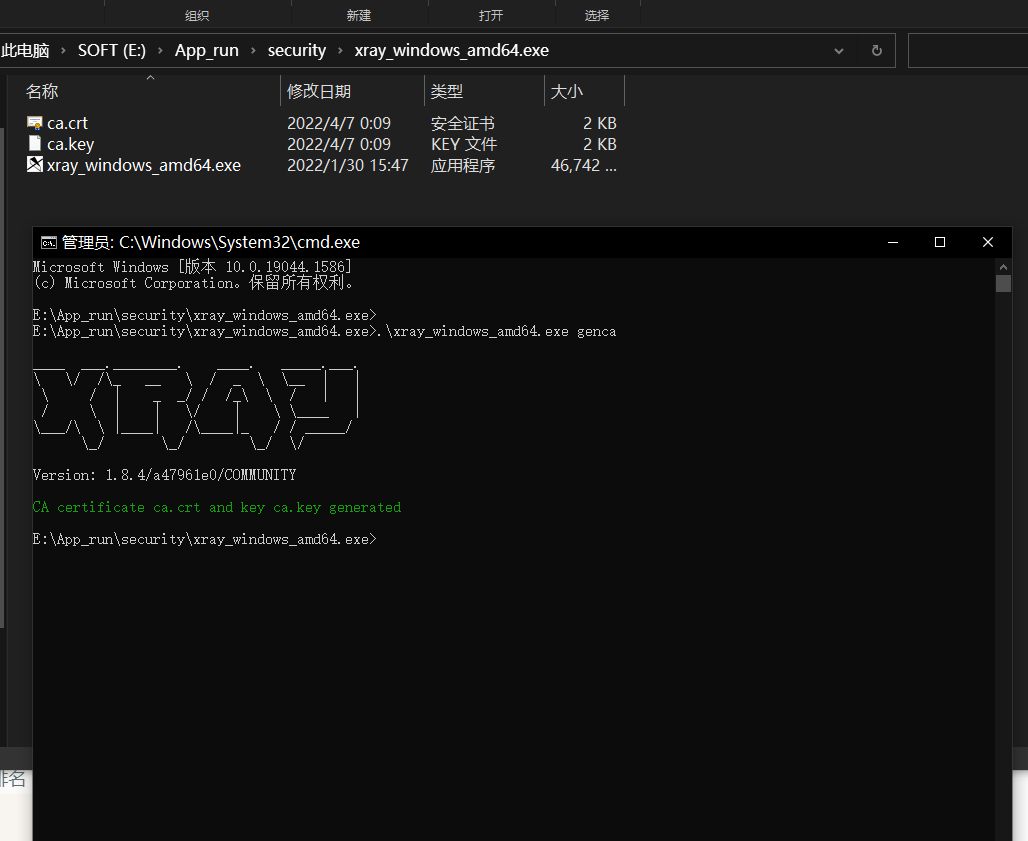 组织 新建 打开 选择
此电脑 › SOFT (E:) › App_run › security › xray_windows_amd64.exe
名称 修改日期 类型 大小
ca.crt 2022/4/7 0:09 安全证书 2 KB
ca.key 2022/4/7 0:09 KEY 文件 2 KB
xray_windows_amd64.exe 2022/1/30 15:47 应用程序 46,742 ...
管理员: C:\Windows\System32\cmd.exe
Microsoft Windows [版本 10.0.19044.1586]
(c) Microsoft Corporation。保留所有权利。
E:\App_run\security\xray_windows_amd64.exe>
E:\App_run\security\xray_windows_amd64.exe>.\xray_windows_amd64.exe genca
XRAY
Version: 1.8.4/a47961e0/COMMUNITY
CA certificate ca.crt and key ca.key generated
E:\App_run\security\xray_windows_amd64.exe>
排名